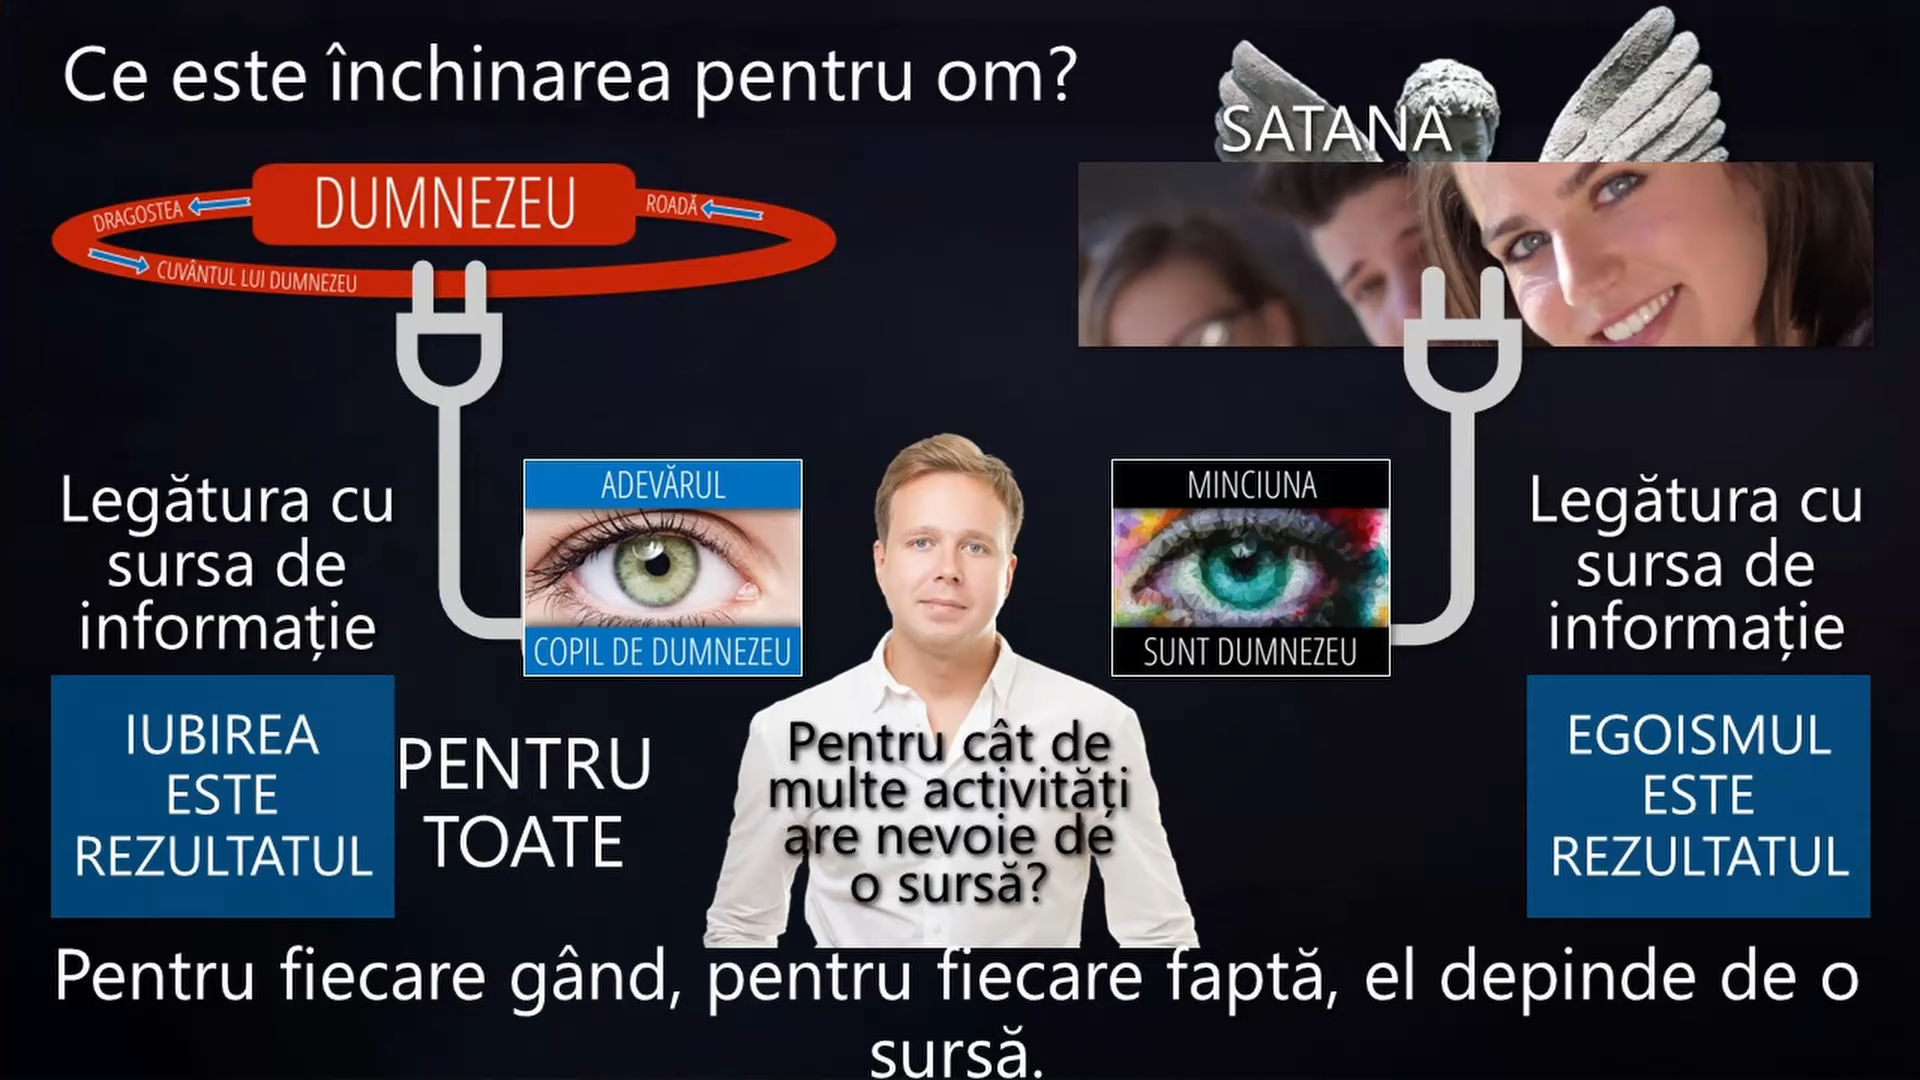 Ce este închinarea pentru om?
SATANA
DUMNEZEU
DRAGOSTEA
ROADĂ
CUVÂNTUL LUI DUMNEZEU
ADEVĂRUL
COPIL DE DUMNEZEU
MINCIUNA
SUNT DUMNEZEU
Legătura cu
sursa de
informație
Legătura cu
sursa de
informație
IUBIREA
ESTE
REZULTATUL
PENTRU
TOATE
Pentru cât de
multe activități
are nevoie de
o sursă?
EGOISMUL
ESTE
REZULTATUL
Pentru fiecare gând, pentru fiecare faptă, el depinde de o
sursă.